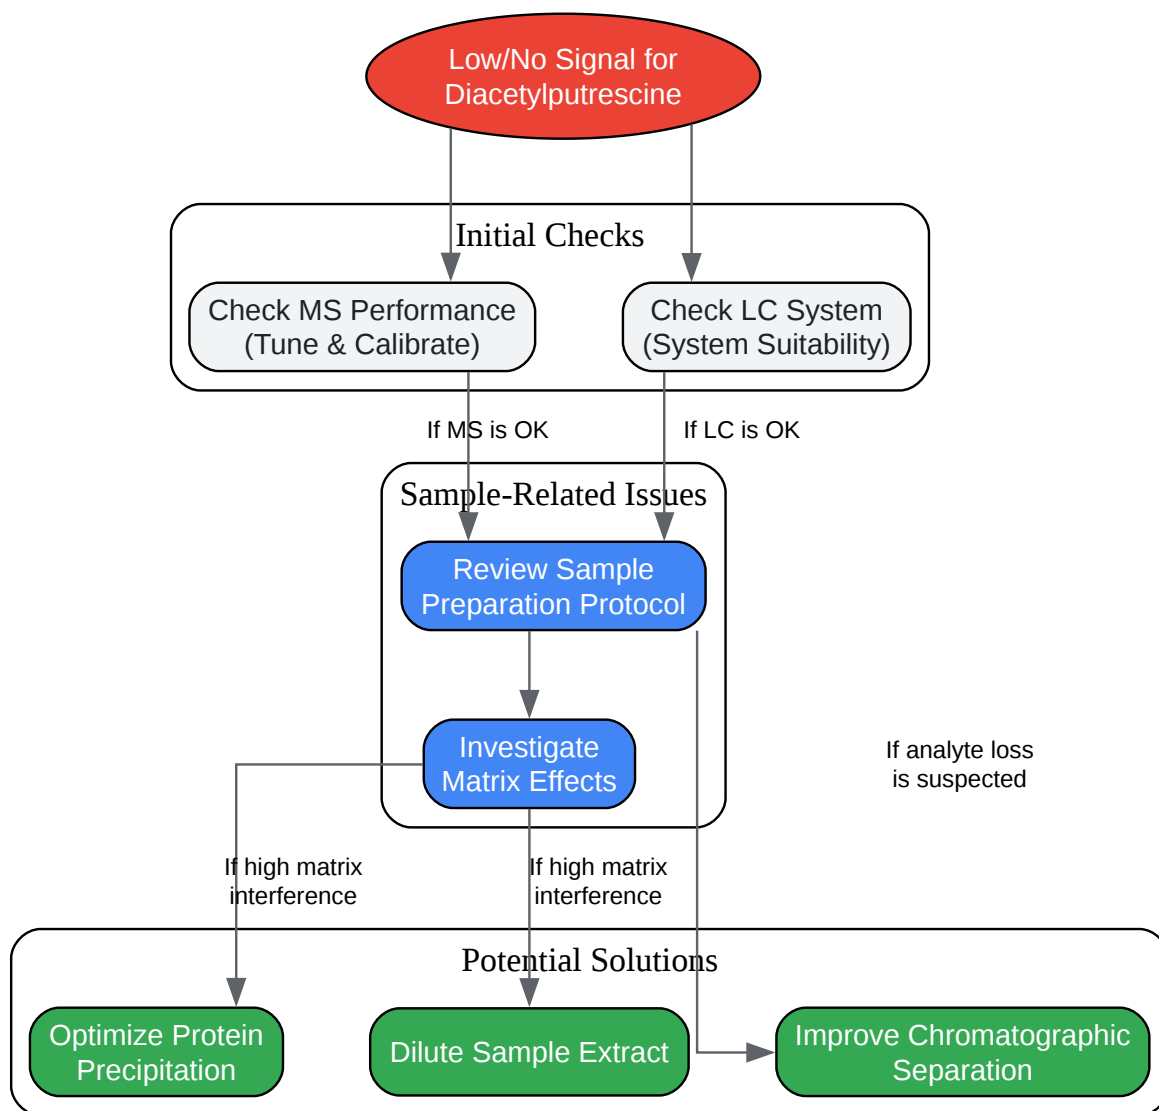 Low/No Signal for
Diacetylputrescine
Initial Checks
Check MS Performance
(Tune & Calibrate)
Check LC System
(System Suitability)
If MS is OK
If LC is OK
Sample-Related Issues
Review Sample
Preparation Protocol
Investigate
Matrix Effects
If analyte loss
is suspected
If high matrix
interference
If high matrix
interference
Potential Solutions
Optimize Protein
Precipitation
Dilute Sample Extract
Improve Chromatographic
Separation